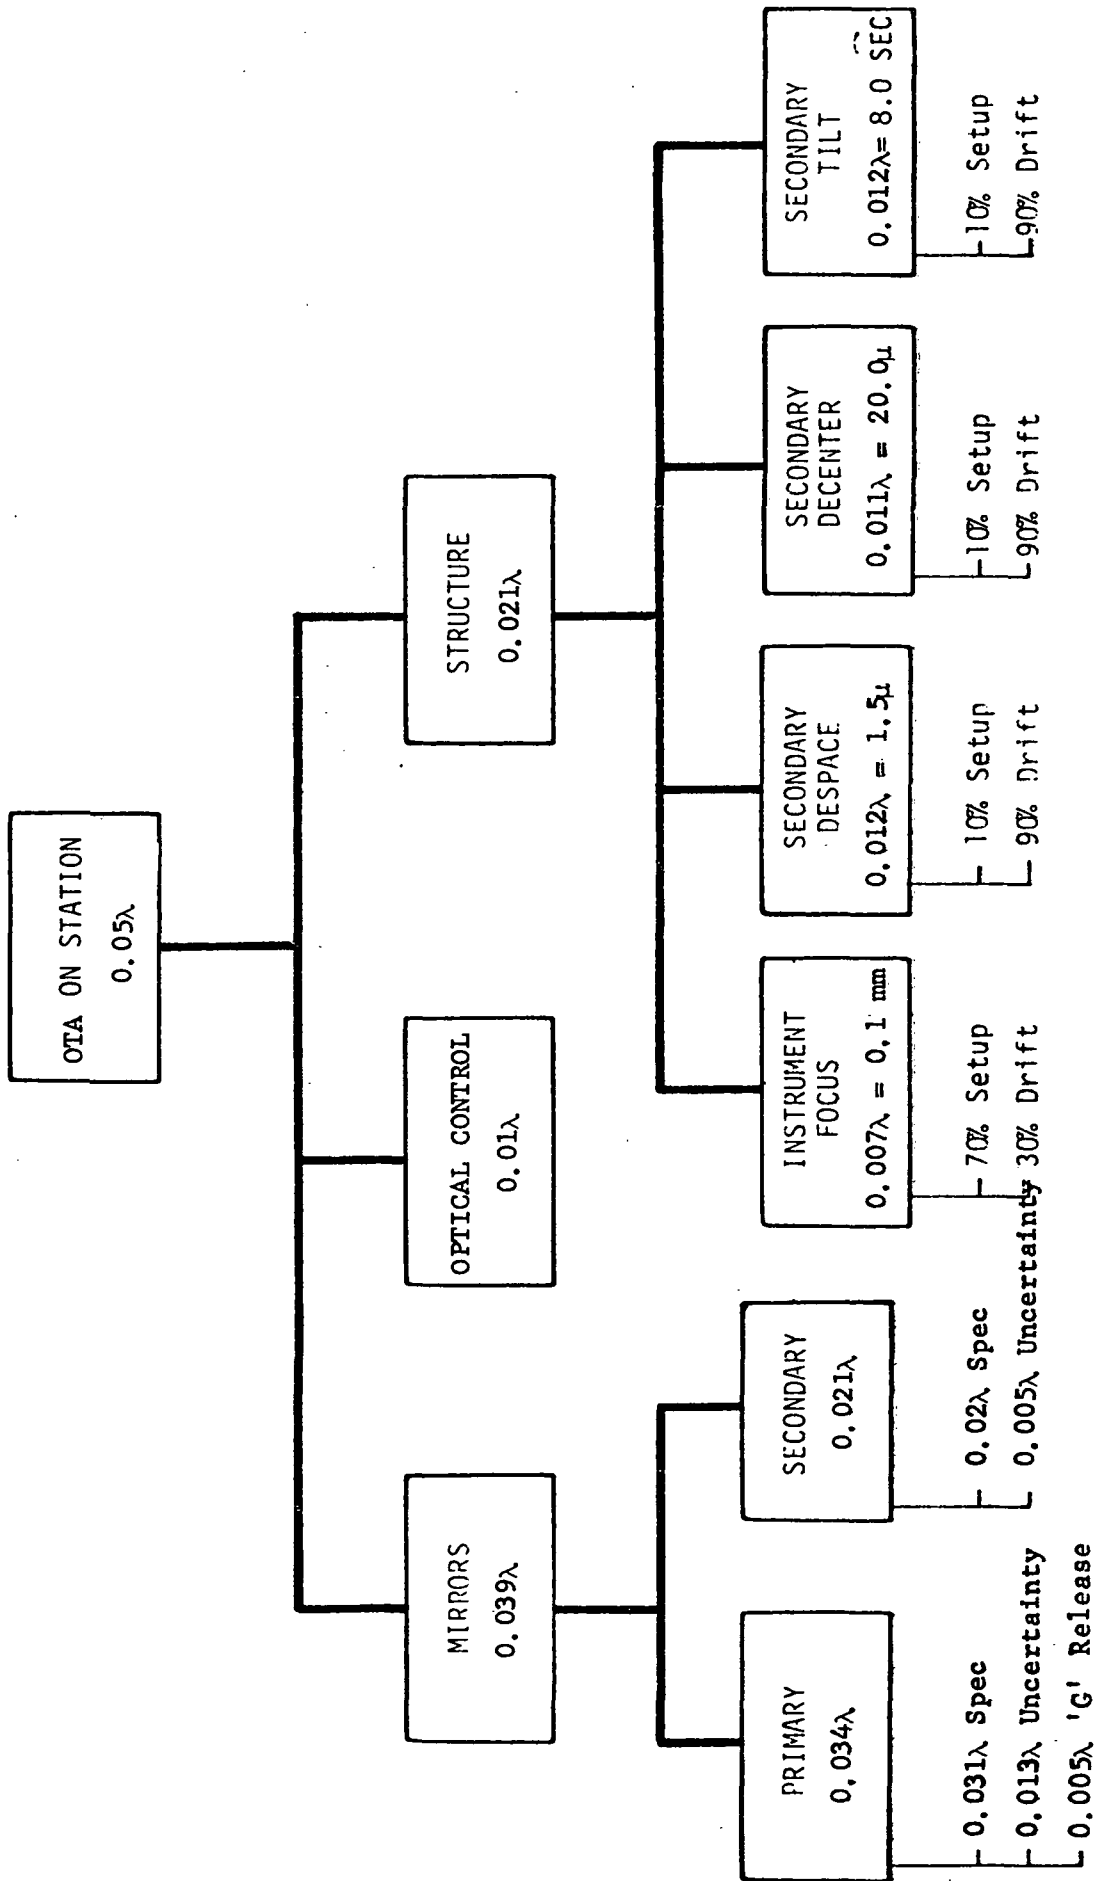 OTA ON STATION
0.05λ
MIRRORS
0.039λ
OPTICAL CONTROL
0.01λ
STRUCTURE
0.021λ
PRIMARY
0.034λ
0.031λ Spec
0.013λ Uncertainty
0.005λ 'G' Release
SECONDARY
0.021λ
0.02λ Spec
0.005λ Uncertainty
INSTRUMENT
FOCUS
0.007λ = 0.1 mm
70% Setup
30% Drift
SECONDARY
DESPACE
0.012λ = 1.5μ
10% Setup
90% Drift
SECONDARY
DECENTER
0.011λ = 20.0μ
10% Setup
90% Drift
SECONDARY
TILT
0.012λ= 8.0 SEC
10% Setup
90% Drift